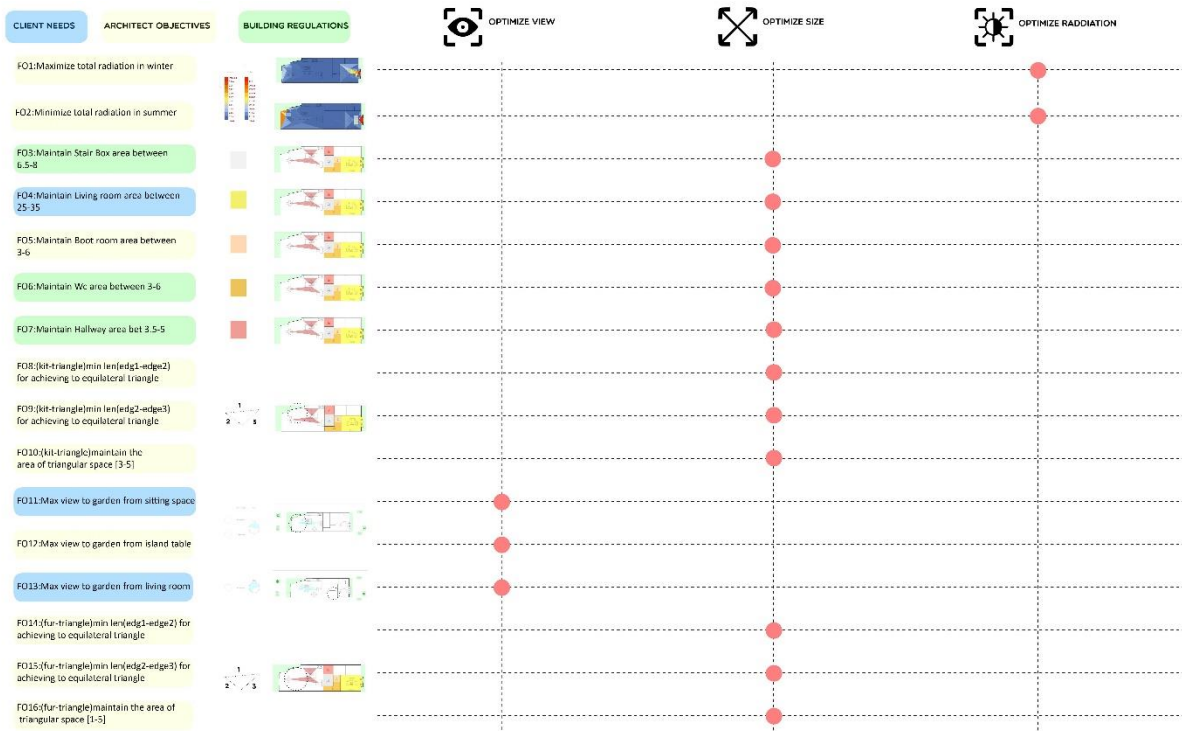 CLIENT NEEDS
ARCHITECT OBJECTIVES
BUILDING REGULATIONS
OPTIMIZE VIEW
OPTIMIZE SIZE
OPTIMIZE RADDIATION
FO1:Maximize total radiation in winter
FO2:Minimize total radiation in summer
FO3:Maintain Stair Box area between
6.5-8
FO4:Maintain Living room area between
25-35
FO5:Maintain Boot room area between
3-6
FO6:Maintain Wc area between 3-6
FO7:Maintain Hallway area bet 3.5-5
FO8:(kit-triangle)min len(edg1-edge2)
for achieving to equilateral triangle
FO9:(kit-triangle)min len(edg2-edge3)
for achieving to equilateral triangle
1
2
3
FO10:(kit-triangle)maintain the
area of triangular space [3-5]
FO11:Max view to garden from sitting space
FO12:Max view to garden from island table
FO13:Max view to garden from living room
FO14:(fur-triangle)min len(edg1-edge2) for
achieving to equilateral triangle
FO15:(fur-triangle)min len(edg2-edge3) for
achieving to equilateral triangle
1
2
3
FO16:(fur-triangle)maintain the area of
triangular space [1-5]